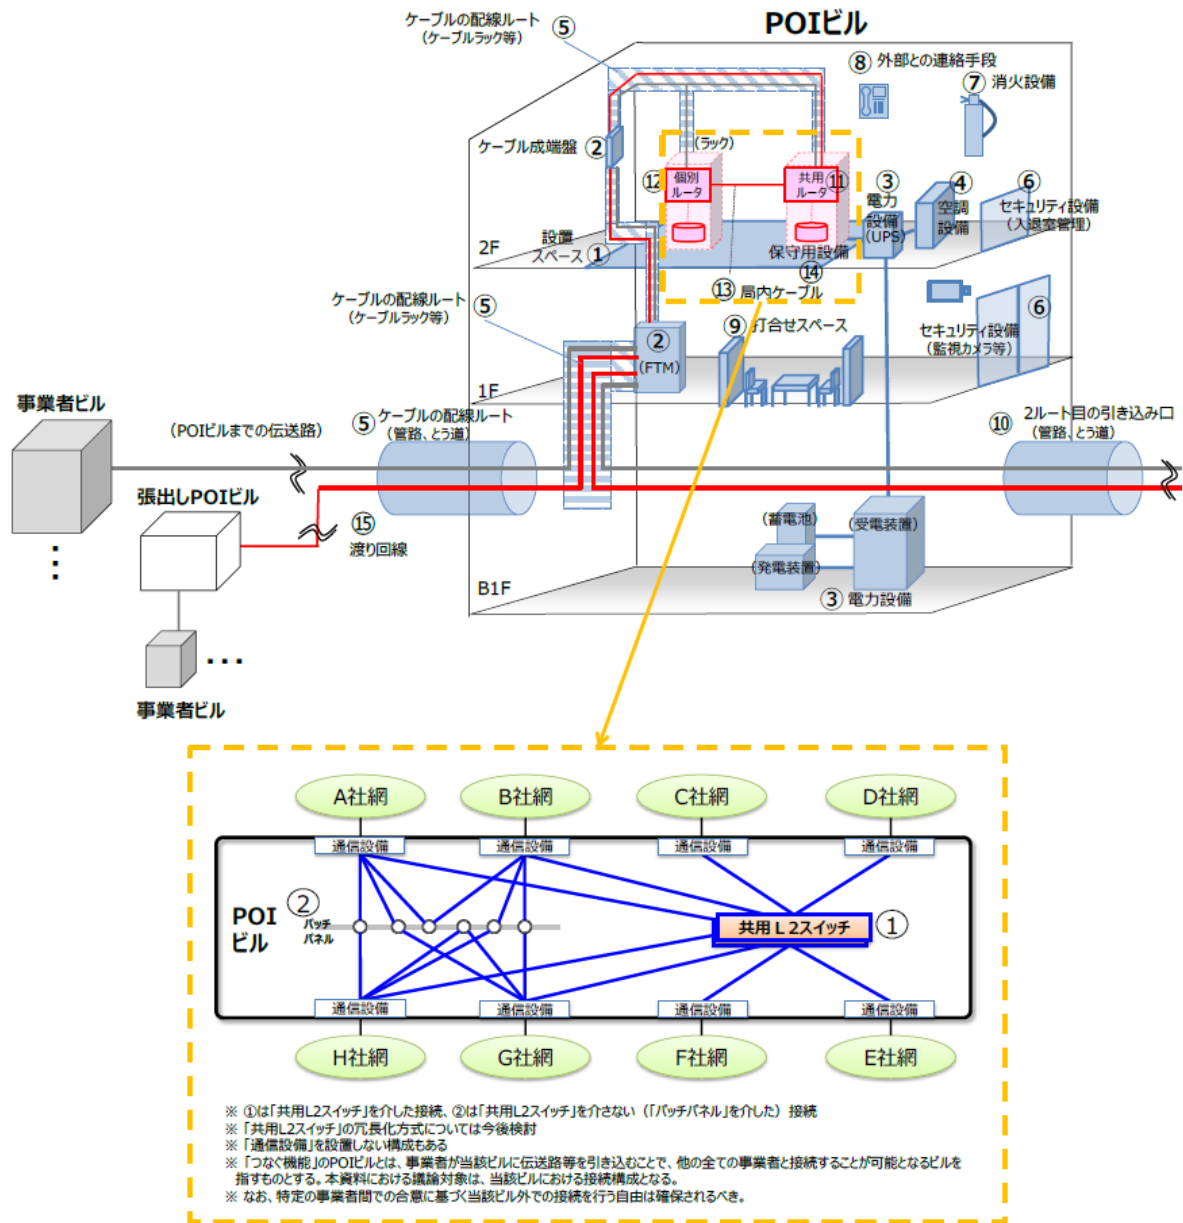 POIビル
ケーブルの配線ルート
(ケーブルラック等)
⑤
⑧
外部との連絡手段
⑦
消火設備
ケーブル成端盤
②
(ラック)
⑫
個別
ルータ
共用
ルータ
⑪
③
電力
設備
(UPS)
④
空調
設備
⑥
セキュリティ設備
(入退室管理)
2F
設置
スペース
①
保守用設備
⑭
⑬
局内ケーブル
ケーブルの配線ルート
(ケーブルラック等)
⑤
②
(FTM)
⑨
打合せスペース
セキュリティ設備
(監視カメラ等)
⑥
1F
事業者ビル
(POIビルまでの伝送路)
⑤
ケーブルの配線ルート
(管路、とう道)
⑩
2ルート目の引き込み口
(管路、とう道)
張出しPOIビル
⑮
渡り回線
(蓄電池)
(受電装置)
(発電装置)
B1F
③
電力設備
事業者ビル
A社網
B社網
C社網
D社網
通信設備
通信設備
通信設備
通信設備
POI
ビル
②
パッチ
パネル
共用L2スイッチ
①
通信設備
通信設備
通信設備
通信設備
H社網
G社網
F社網
E社網
※ ①は「共用L2スイッチ」を介した接続、②は「共用L2スイッチ」を介さない(「パッチパネル」を介した)接続
※ 「共用L2スイッチ」の冗長化方式については今後検討
※ 「通信設備」を設置しない構成もある
※ 「つなぐ機能」のPOIビルとは、事業者が当該ビルに伝送路等を引き込むことで、他の全ての事業者と接続することが可能となるビルを
指すものとする。本資料における議論対象は、当該ビルにおける接続構成となる。
※ なお、特定の事業者間での合意に基づく当該ビル外での接続を行う自由は確保されるべき。